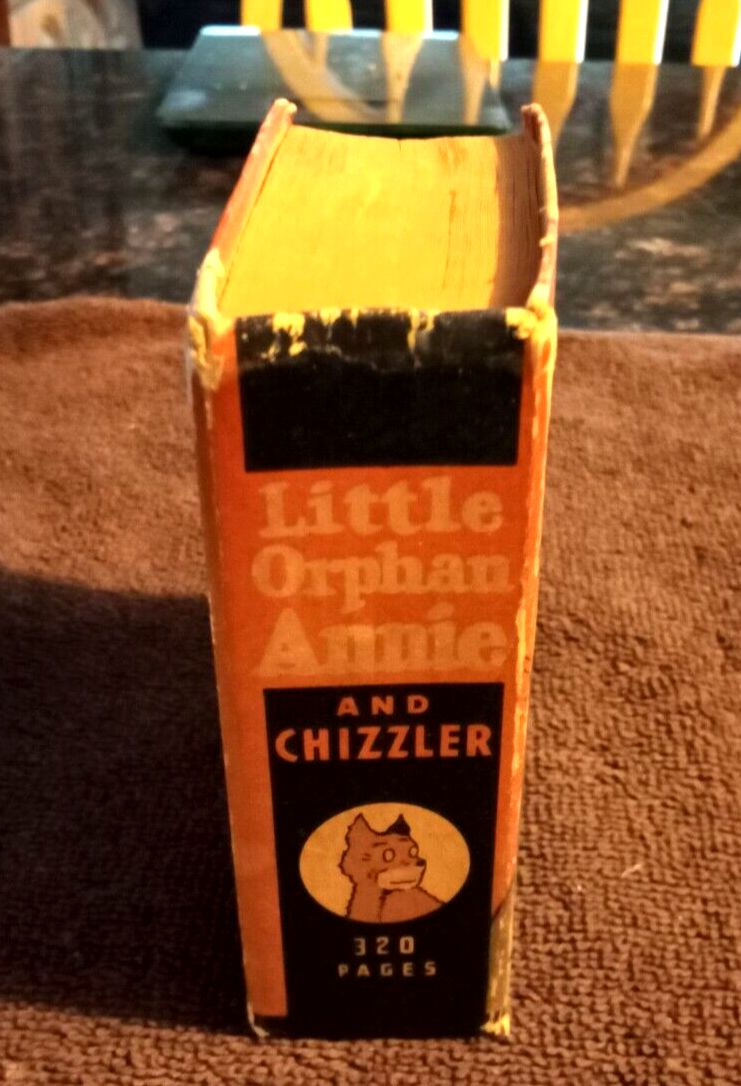 Little
Orphan
Annie
AND
CHIZZLER
320
PAGES